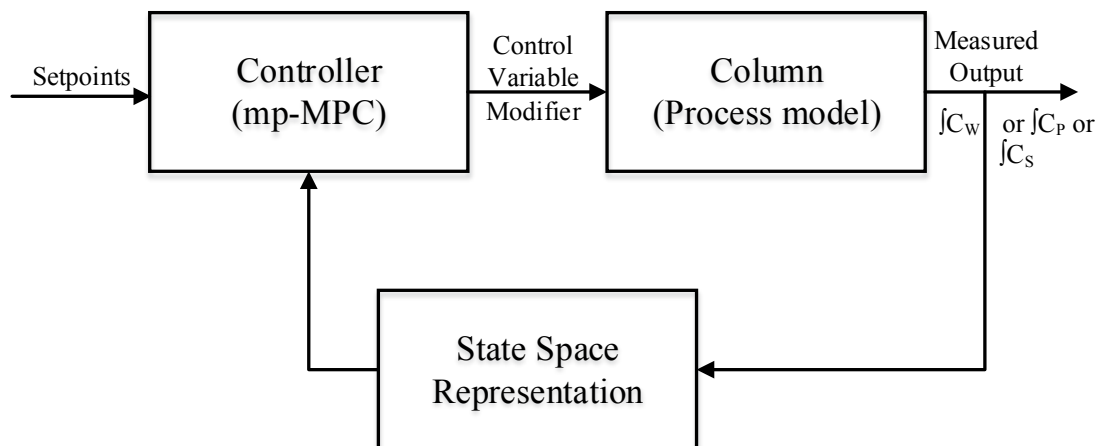 Setpoints
Controller
(mp-MPC)
Control
Variable
Modifier
Column
(Process model)
Measured
Output
∫C_W or ∫C_P or
∫C_S
State Space
Representation